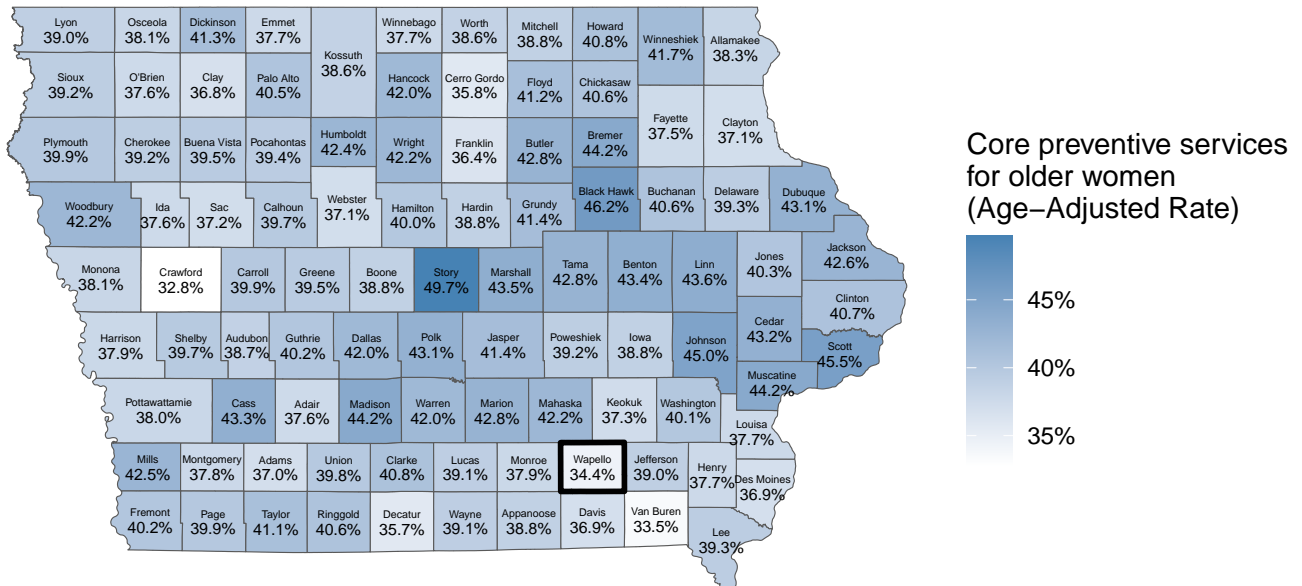 Lyon
39.0%
Osceola
38.1%
Dickinson
41.3%
Emmet
37.7%
Kossuth
38.6%
Winnebago
37.7%
Worth
38.6%
Mitchell
38.8%
Howard
40.8%
Winneshiek
41.7%
Allamakee
38.3%
Sioux
39.2%
O'Brien
37.6%
Clay
36.8%
Palo Alto
40.5%
Hancock
42.0%
Cerro Gordo
35.8%
Floyd
41.2%
Chickasaw
40.6%
Fayette
37.5%
Clayton
37.1%
Plymouth
39.9%
Cherokee
39.2%
Buena Vista
39.5%
Pocahontas
39.4%
Humboldt
42.4%
Wright
42.2%
Franklin
36.4%
Butler
42.8%
Bremer
44.2%
Woodbury
42.2%
Ida
37.6%
Sac
37.2%
Calhoun
39.7%
Webster
37.1%
Hamilton
40.0%
Hardin
38.8%
Grundy
41.4%
Black Hawk
46.2%
Buchanan
40.6%
Delaware
39.3%
Dubuque
43.1%
Monona
38.1%
Crawford
32.8%
Carroll
39.9%
Greene
39.5%
Boone
38.8%
Story
49.7%
Marshall
43.5%
Tama
42.8%
Benton
43.4%
Linn
43.6%
Jones
40.3%
Jackson
42.6%
Clinton
40.7%
Harrison
37.9%
Shelby
39.7%
Audubon
38.7%
Guthrie
40.2%
Dallas
42.0%
Polk
43.1%
Jasper
41.4%
Poweshiek
39.2%
Iowa
38.8%
Johnson
45.0%
Cedar
43.2%
Scott
45.5%
Muscatine
44.2%
Pottawattamie
38.0%
Cass
43.3%
Adair
37.6%
Madison
44.2%
Warren
42.0%
Marion
42.8%
Mahaska
42.2%
Keokuk
37.3%
Washington
40.1%
Louisa
37.7%
Mills
42.5%
Montgomery
37.8%
Adams
37.0%
Union
39.8%
Clarke
40.8%
Lucas
39.1%
Monroe
37.9%
Wapello
34.4%
Jefferson
39.0%
Henry
37.7%
Des Moines
36.9%
Fremont
40.2%
Page
39.9%
Taylor
41.1%
Ringgold
40.6%
Decatur
35.7%
Wayne
39.1%
Appanoose
38.8%
Davis
36.9%
Van Buren
33.5%
Lee
39.3%
Core preventive services
for older women
(Age−Adjusted Rate)
45%
40%
35%